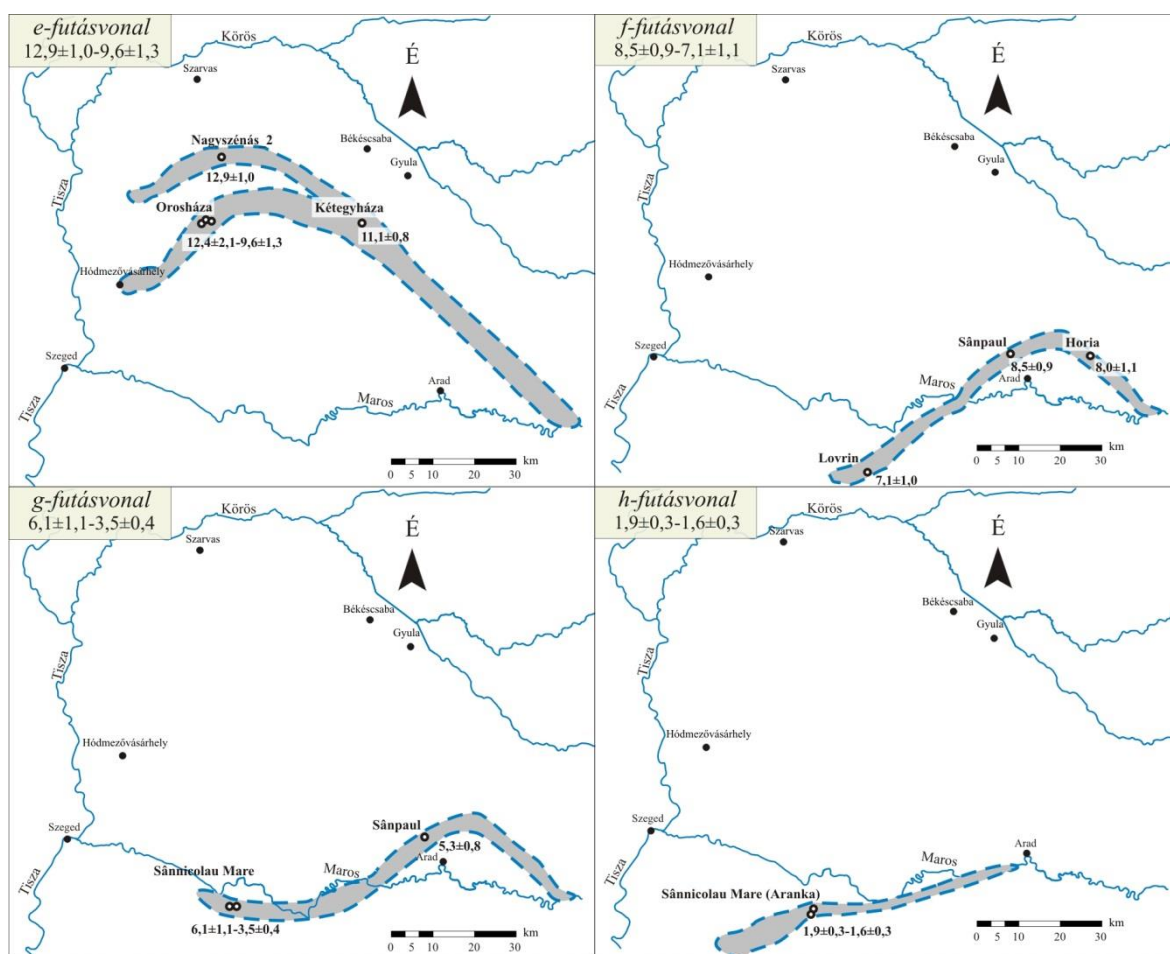 e-futásvonal
12,9±1,0-9,6±1,3
Körös
Szarvas
É
Békéscsaba
Gyula
Nagyszénás_2
12,9±1,0
Tisza
Orosháza
Kétegyháza
12,4±2,1-9,6±1,3
11,1±0,8
Hódmezővásárhely
Szeged
Maros
Arad
Tisza
km
0 5 10 20 30
f-futásvonal
8,5±0,9-7,1±1,1
Körös
Szarvas
É
Békéscsaba
Gyula
Tisza
Hódmezővásárhely
Szeged
Sânpaul
Horia
8,5±0,9
8,0±1,1
Arad
Maros
Tisza
km
0 5 10 20 30
Lovrin
7,1±1,0
g-futásvonal
6,1±1,1-3,5±0,4
Körös
Szarvas
É
Békéscsaba
Gyula
Tisza
Hódmezővásárhely
Szeged
Sânpaul
5,3±0,8
Arad
Tisza
Sânnicolau Mare
Maros
6,1±1,1-3,5±0,4
km
0 5 10 20 30
h-futásvonal
1,9±0,3-1,6±0,3
Körös
Szarvas
É
Békéscsaba
Gyula
Tisza
Hódmezővásárhely
Szeged
Arad
Tisza
Maros
Sânnicolau Mare (Aranka)
1,9±0,3-1,6±0,3
km
0 5 10 20 30